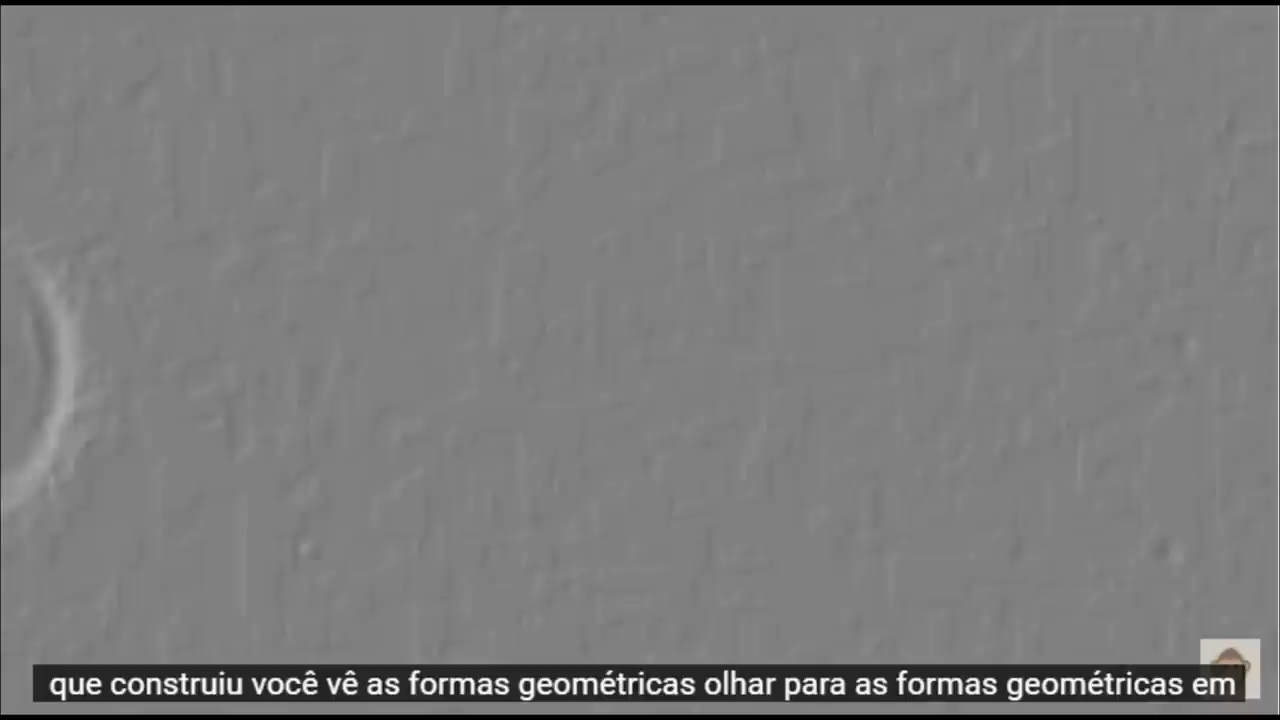 que construiu você vê as formas geométricas olhar para as formas geométricas em